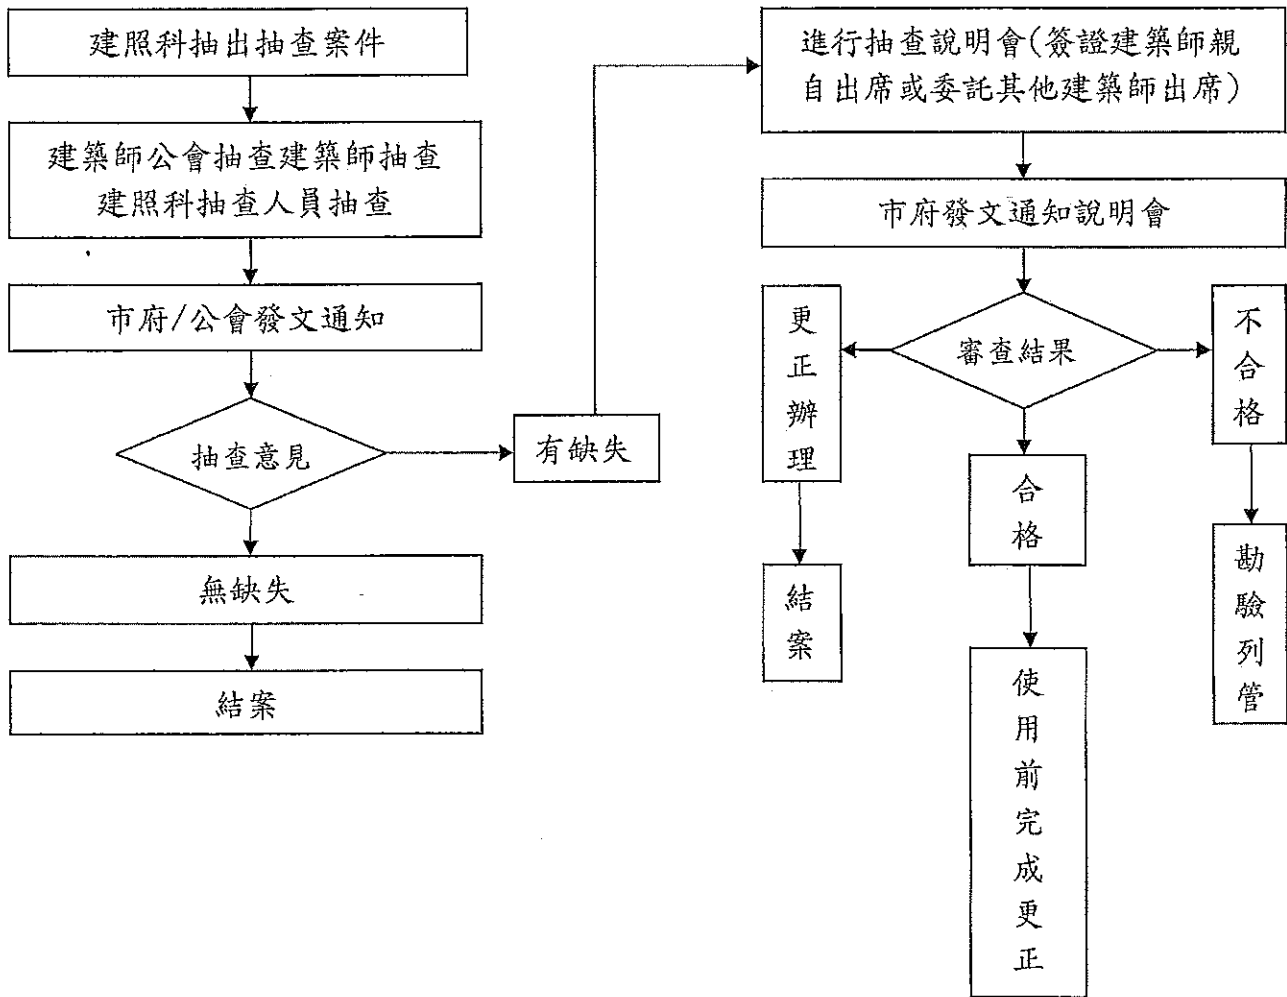 建照科抽出抽查案件
建築師公會抽查建築師抽查
建照科抽查人員抽查
市府/公會發文通知
抽查意見
有缺失
無缺失
結案
進行抽查說明會(簽證建築師親
自出席或委託其他建築師出席)
市府發文通知說明會
審查結果
更正辦理
結案
合格
使用前完成更正
不合格
勘驗列管